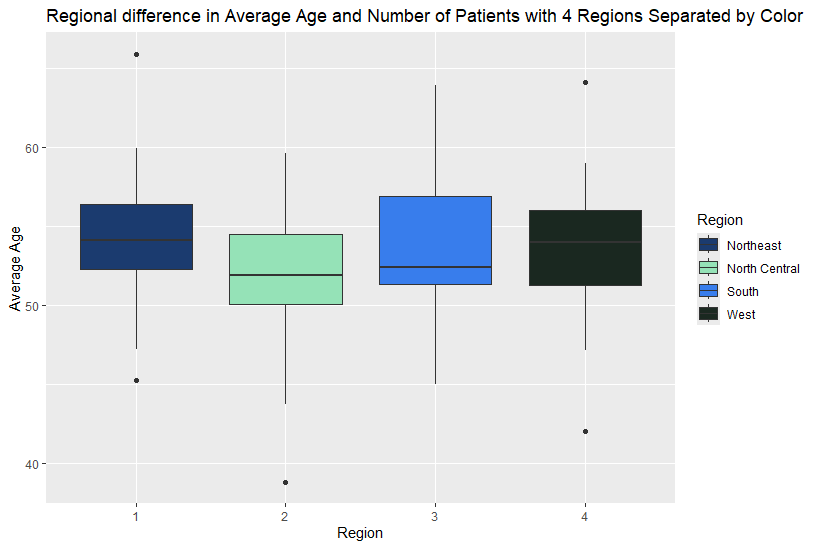 Regional difference in Average Age and Number of Patients with 4 Regions Separated by Color
Average Age
60
50
40
1
2
3
4
Region
Region
Northeast
North Central
South
West